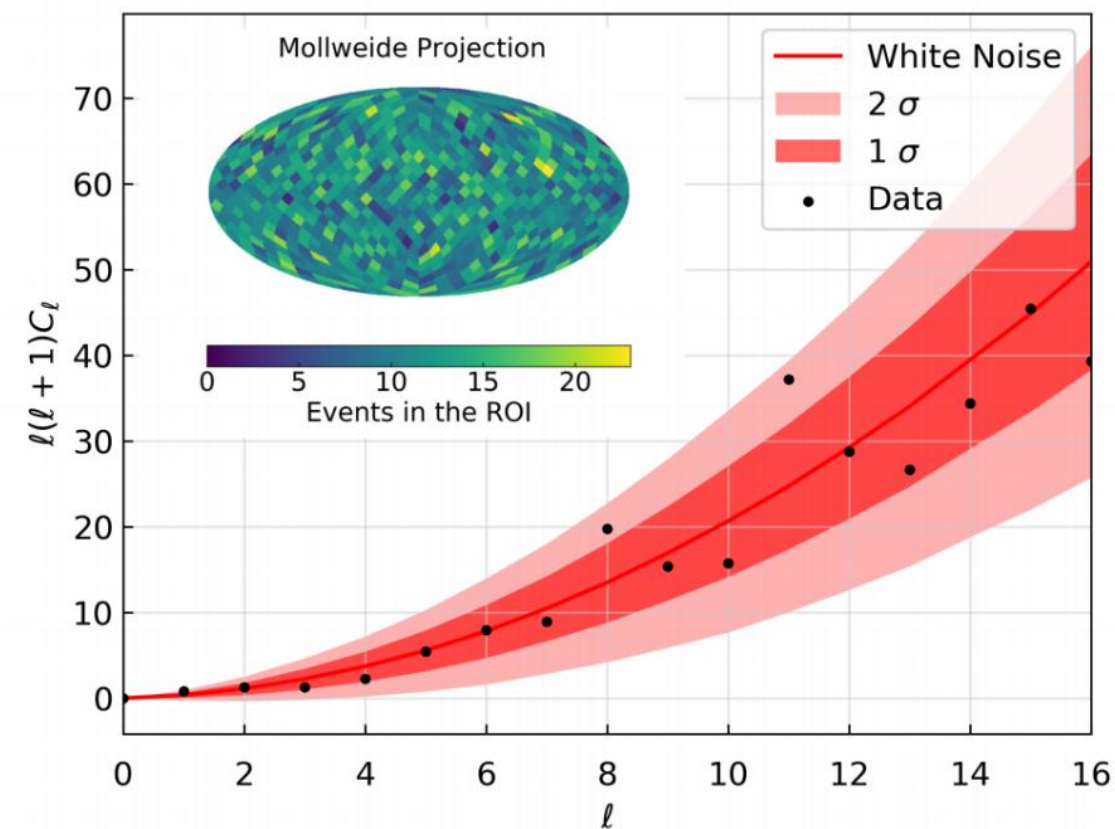 Mollweide Projection
White Noise
2 σ
1 σ
Data
70
60
50
40
30
20
10
0
ℓ(ℓ + 1)Cℓ
0 5 10 15 20
Events in the ROI
0 2 4 6 8 10 12 14 16
ℓ